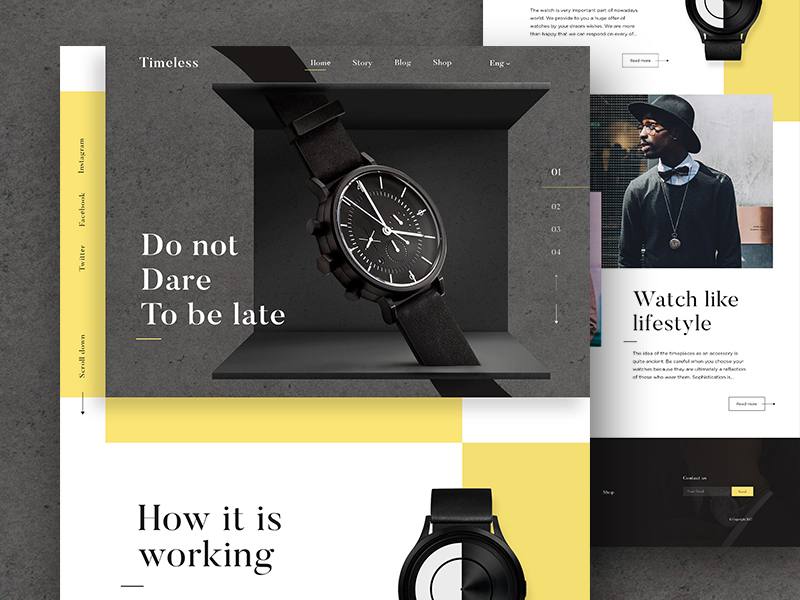 Timeless
Home Story Blog Shop Eng
Instagram
Facebook
Twitter
Scroll down
01
02
03
04
Do not
Dare
To be late
How it is
working
The watch is very important part of nowadays
world. We provide to you a huge offer of
watches by your dream wishes. We are more
than happy that we can respond on every of...
Read more
Watch like
lifestyle
The idea of the timepieces as an accessory is
quite ancient. Be careful when you choose your
watches because they are ultimately a reflection
of those who wear them. Sophistication is...
Read more
Shop
Contact us
Your Email
Send